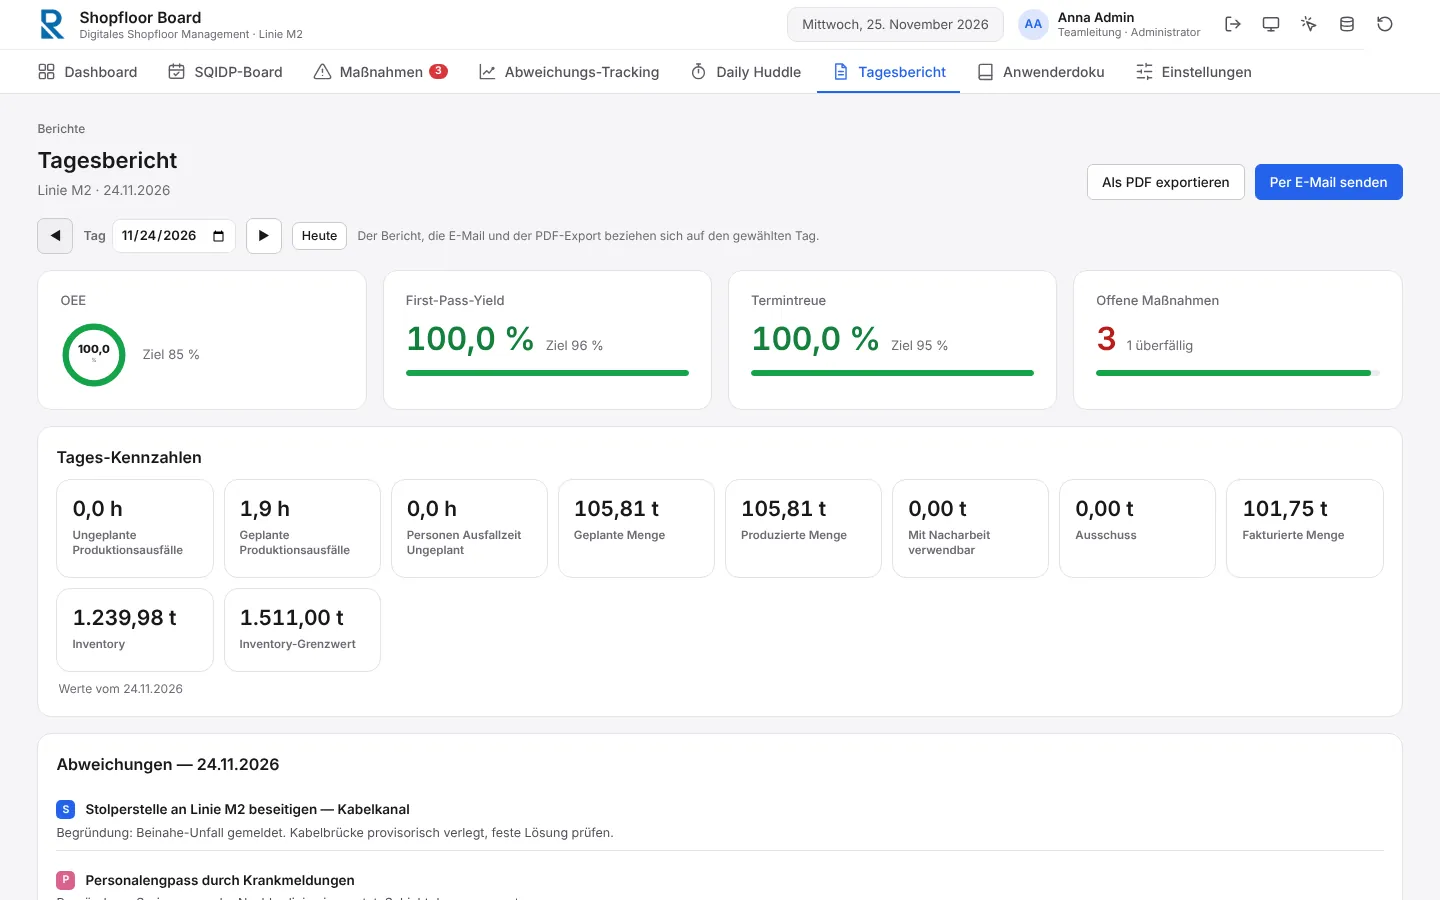 Shopfloor Board
Digitales Shopfloor Management · Linie M2
Mittwoch, 25. November 2026
AA
Anna Admin
Teamleitung · Administrator
Dashboard
SQIDP-Board
Maßnahmen 3
Abweichungs-Tracking
Daily Huddle
Tagesbericht
Anwenderdoku
Einstellungen
Berichte
Tagesbericht
Linie M2 · 24.11.2026
Als PDF exportieren
Per E-Mail senden
Tag
11/24/2026
Heute
Der Bericht, die E-Mail und der PDF-Export beziehen sich auf den gewählten Tag.
OEE
100,0
%
Ziel 85 %
First-Pass-Yield
100,0 % Ziel 96 %
Termintreue
100,0 % Ziel 95 %
Offene Maßnahmen
3 1 überfällig
Tages-Kennzahlen
0,0 h
Ungeplante
Produktionsausfälle
1,9 h
Geplante
Produktionsausfälle
0,0 h
Personen Ausfallzeit
Ungeplant
105,81 t
Geplante Menge
105,81 t
Produzierte Menge
0,00 t
Mit Nacharbeit
verwendbar
0,00 t
Ausschuss
101,75 t
Fakturierte Menge
1.239,98 t
Inventory
1.511,00 t
Inventory-Grenzwert
Werte vom 24.11.2026
Abweichungen — 24.11.2026
S Stolperstelle an Linie M2 beseitigen — Kabelkanal
Begründung: Beinahe-Unfall gemeldet. Kabelbrücke provisorisch verlegt, feste Lösung prüfen.
P Personalengpass durch Krankmeldungen